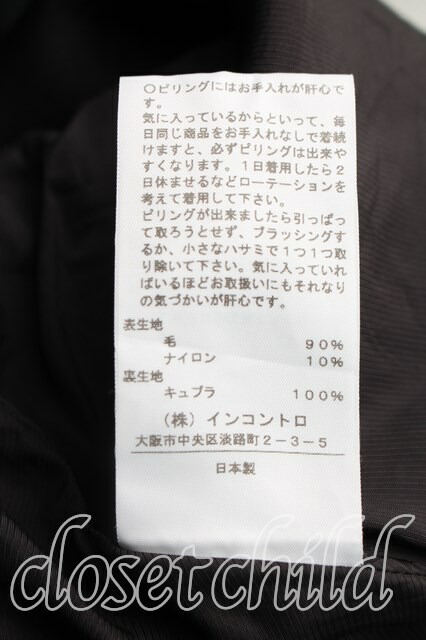 ○ピリングにはお手入れが肝心で
す。
気に入っているからといって、毎
日同じ商品をお手入れなしで着続
けますと、必ずピリングは出来や
すくなります。1日着用したら2
日休ませるなどローテーションを
考えて着用して下さい。
ピリングが出来ましたら引っぱっ
て取ろうとせず、ブラッシングす
るか、小さなハサミで1つ1つ取
り除いて下さい。気に入っていれ
ばいるほどお取扱いにもそれなり
の気づかいが肝心です。
表生地
毛 90%
ナイロン 10%
裏生地
キュプラ 100%
(株)インコントロ
大阪市中央区淡路町2-3-5
日本製
closet child